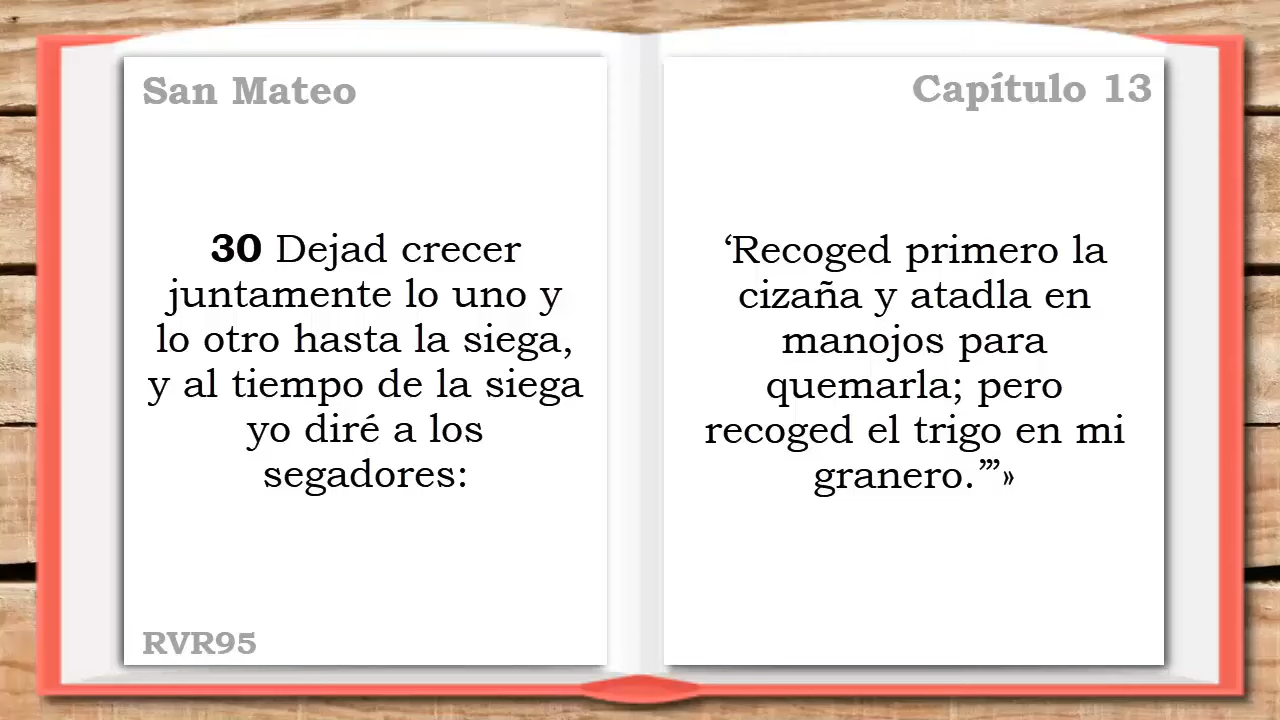 San Mateo
30 Dejad crecer
juntamente lo uno y
lo otro hasta la siega,
y al tiempo de la siega
yo diré a los
segadores:
RVR95
Capítulo 13
‘Recoged primero la
cizaña y atadla en
manojos para
quemarla; pero
recoged el trigo en mi
granero.’”»